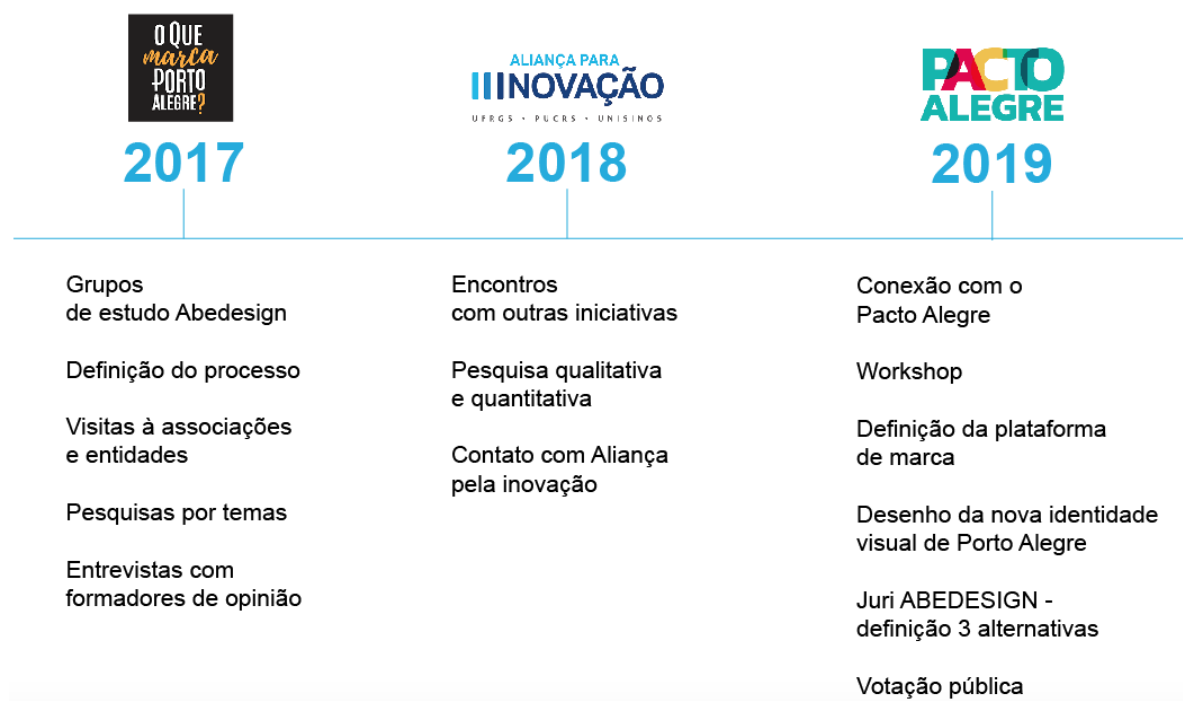 O QUE
marca
PORTO
ALEGRE?
2017
Grupos
de estudo Abedesign
Definição do processo
Visitas à associações
e entidades
Pesquisas por temas
Entrevistas com
formadores de opinião
ALIANÇA PARA
INOVAÇÃO
UFRGS • PUCRS • UNISINOS
2018
Encontros
com outras iniciativas
Pesquisa qualitativa
e quantitativa
Contato com Aliança
pela inovação
PACTO
ALEGRE
2019
Conexão com o
Pacto Alegre
Workshop
Definição da plataforma
de marca
Desenho da nova identidade
visual de Porto Alegre
Juri ABEDESIGN -
definição 3 alternativas
Votação pública